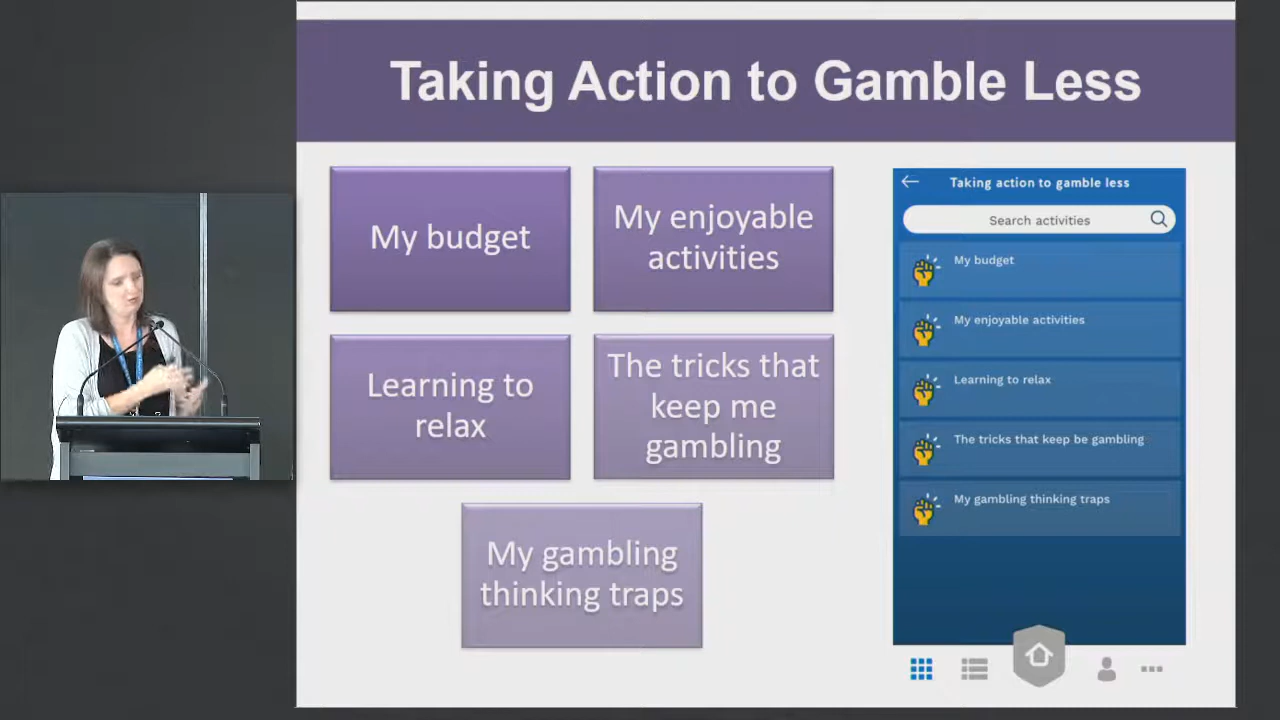 Taking Action to Gamble Less
My budget
My enjoyable
activities
Learning to
relax
The tricks that
keep me
gambling
My gambling
thinking traps
Taking action to gamble less
Search activities
My budget
My enjoyable activities
Learning to relax
The tricks that keep be gambling
My gambling thinking traps